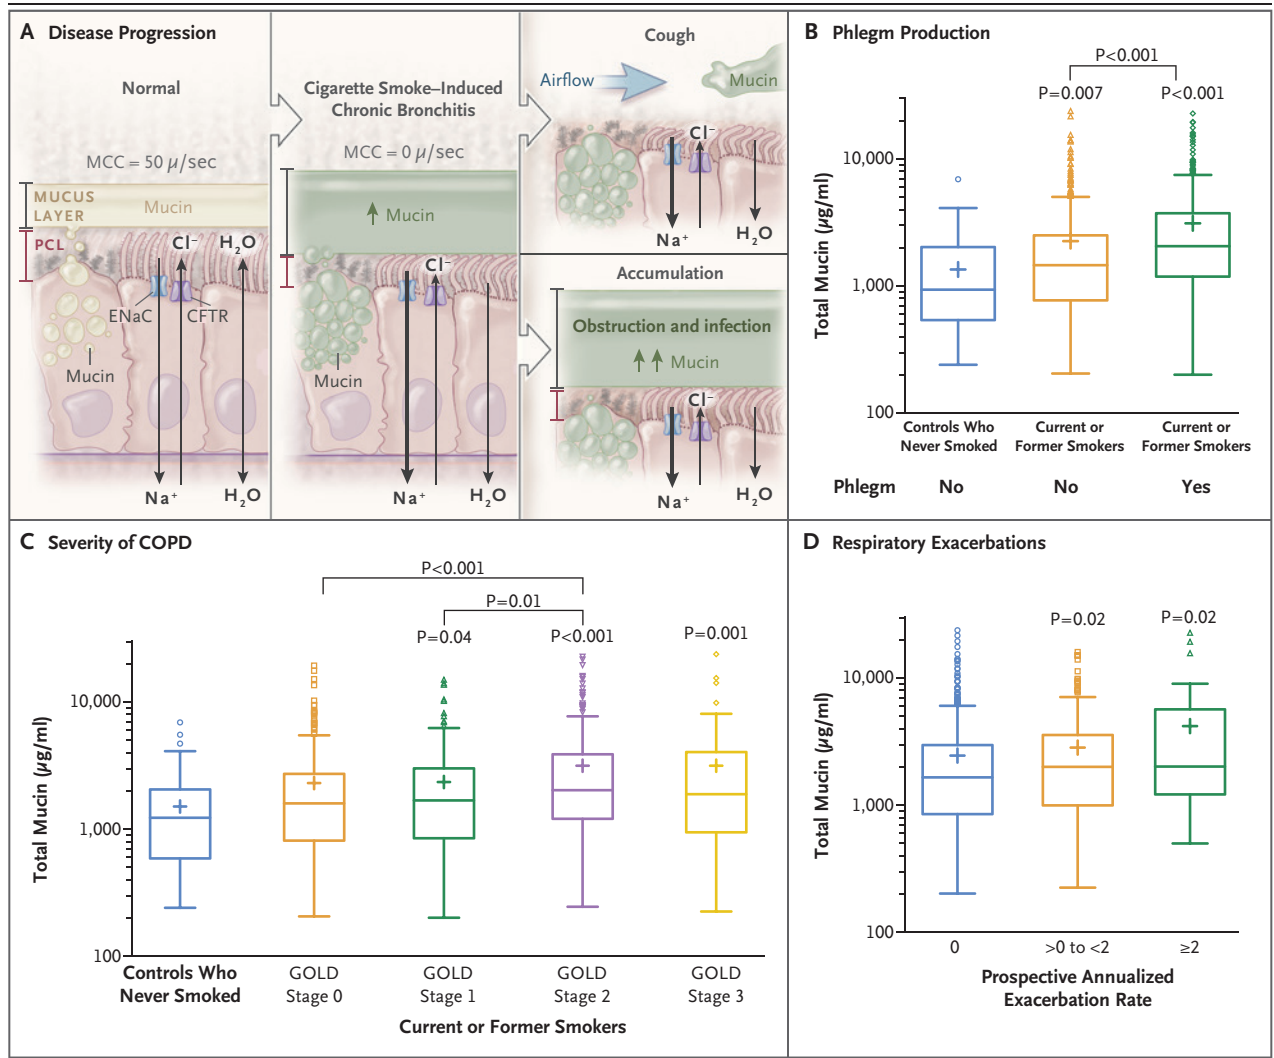 A Disease Progression
Normal
MCC = 50 µ/sec
MUCUS
LAYER
Mucin
PCL
Cl⁻
H₂O
ENaC
CFTR
Mucin
Na⁺
H₂O
Cigarette Smoke–Induced
Chronic Bronchitis
MCC = 0 µ/sec
Mucin
Cl⁻
Mucin
Na⁺
H₂O
Cough
Airflow
Mucin
Cl⁻
Na⁺
H₂O
Accumulation
Obstruction and infection
Mucin
Cl⁻
Na⁺
H₂O
B Phlegm Production
P<0.001
P=0.007
P<0.001
Total Mucin (µg/ml)
10,000
1,000
100
Controls Who
Never Smoked
Current or
Former Smokers
Current or
Former Smokers
Phlegm No No Yes
C Severity of COPD
P<0.001
P=0.01
P=0.04
P<0.001
P=0.001
Total Mucin (µg/ml)
10,000
1,000
100
Controls Who
Never Smoked
GOLD
Stage 0
GOLD
Stage 1
GOLD
Stage 2
GOLD
Stage 3
Current or Former Smokers
D Respiratory Exacerbations
P=0.02
P=0.02
Total Mucin (µg/ml)
10,000
1,000
100
0
>0 to <2
≥2
Prospective Annualized
Exacerbation Rate